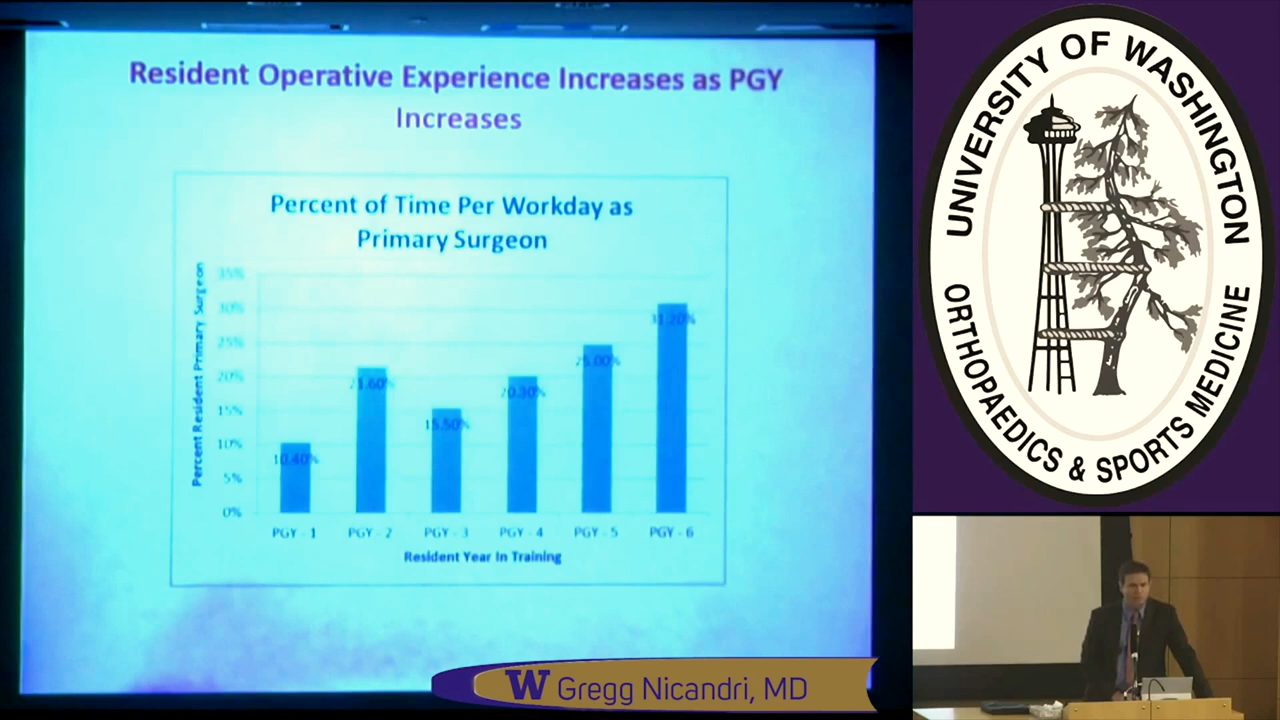 Resident Operative Experience Increases as PGY
Increases
Percent of Time Per Workday as
Primary Surgeon
Percent Resident Primary Surgeon
35%
30%
25%
20%
15%
10%
5%
0%
10.40%
21.60%
15.50%
20.30%
25.00%
31.20%
PGY - 1
PGY - 2
PGY - 3
PGY - 4
PGY - 5
PGY - 6
Resident Year In Training
W Gregg Nicandri, MD
UNIVERSITY OF WASHINGTON
ORTHOPAEDICS & SPORTS MEDICINE